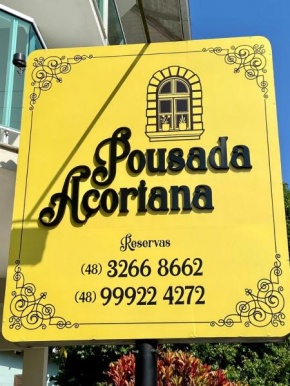 Pousada
Açoriana
Reservas
(48) 3266 8662
(48) 99922 4272